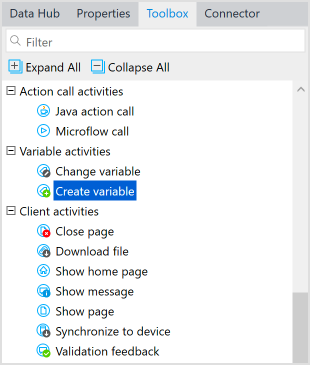 Data Hub Properties Toolbox Connector
Filter
Expand All Collapse All
Action call activities
Java action call
Microflow call
Variable activities
Change variable
Create variable
Client activities
Close page
Download file
Show home page
Show message
Show page
Synchronize to device
Validation feedback